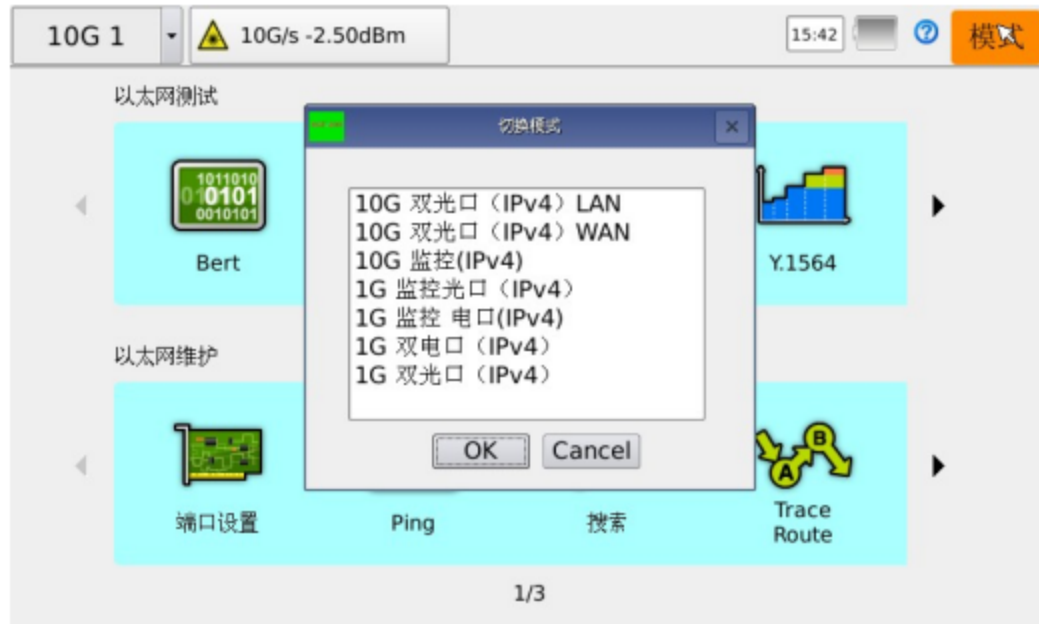 10G 1
10G/s -2.50dBm
15:42
模式
以太网测试
切换模式
1011010
010101
0010101
Bert
Y.1564
10G 双光口（IPv4）LAN
10G 双光口（IPv4）WAN
10G 监控(IPv4)
1G 监控光口（IPv4）
1G 监控 电口(IPv4)
1G 双电口（IPv4）
1G 双光口（IPv4）
OK
Cancel
以太网维护
A
B
端口设置
Ping
搜索
Trace
Route
1/3